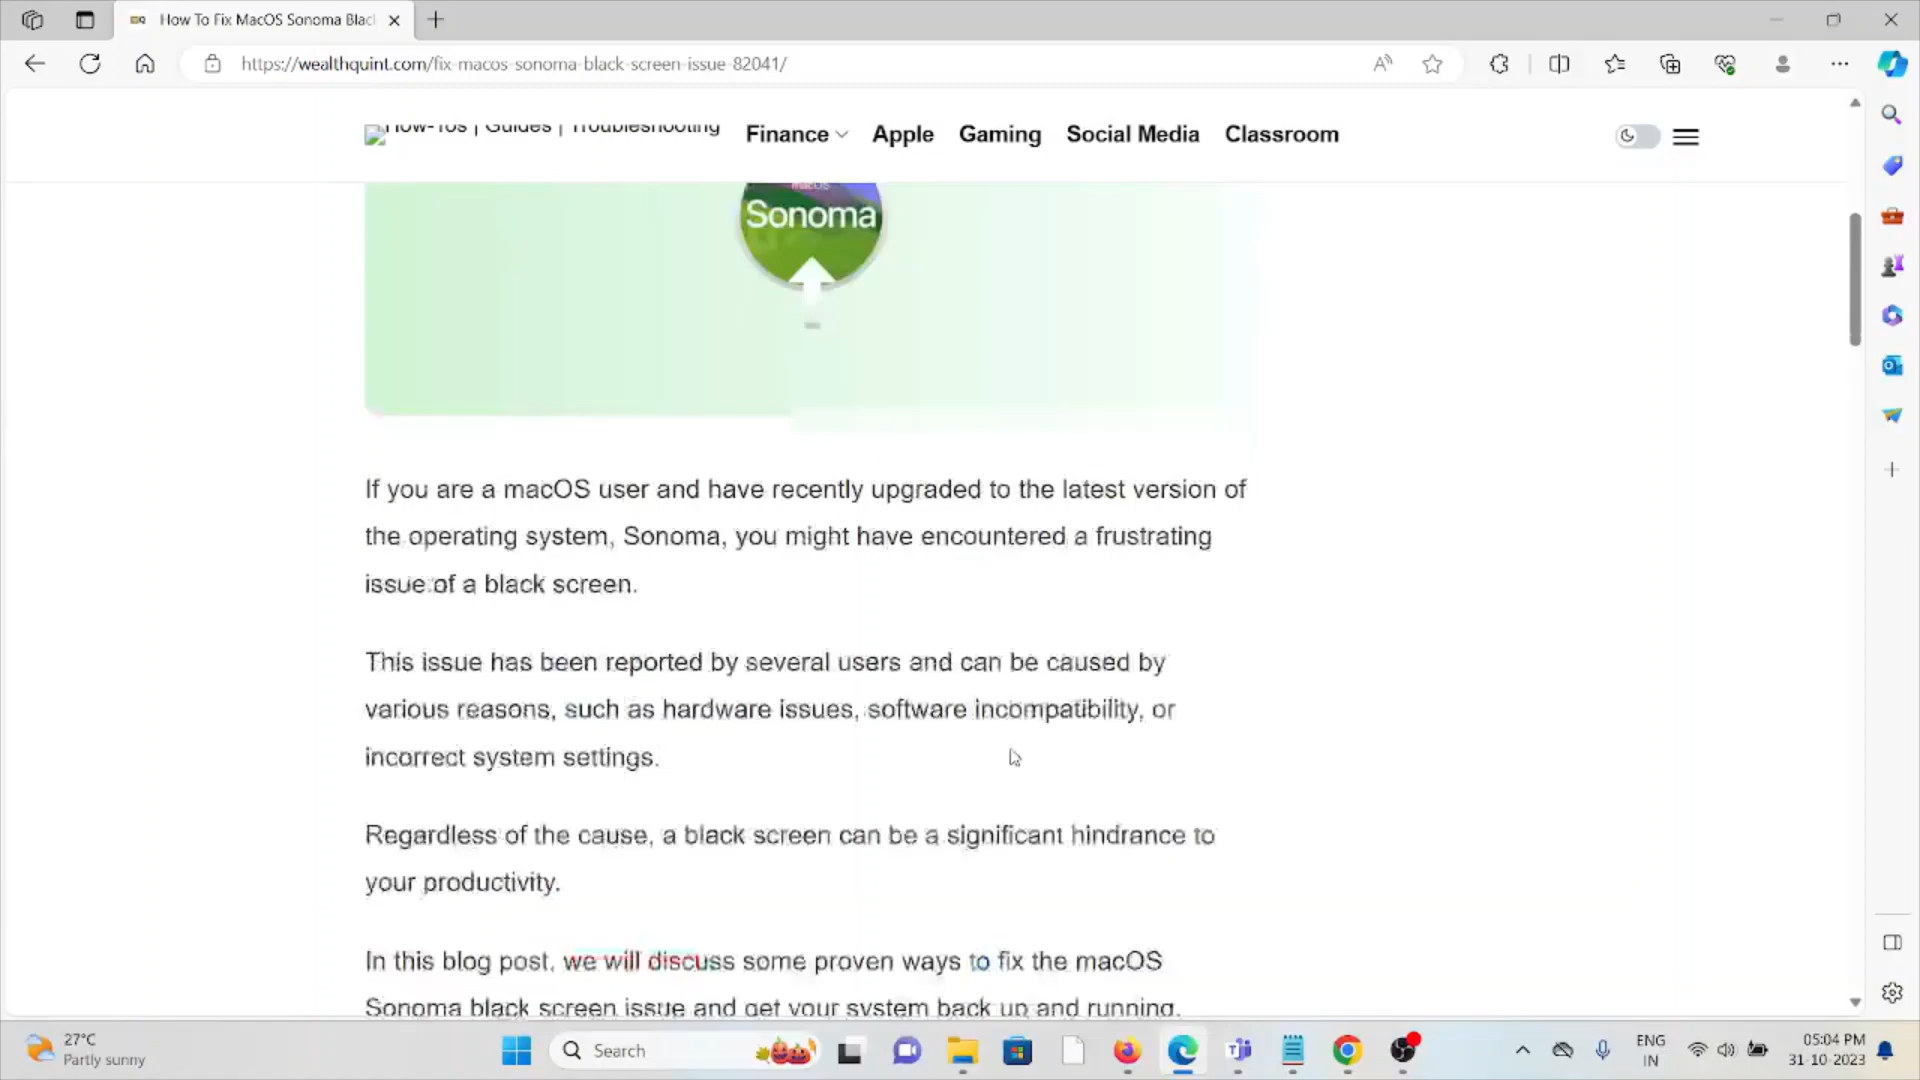 How To Fix MacOS Sonoma Blac
https://wealthquint.com/fix-macos-sonoma-black-screen-issue-82041/
How-Tos | Guides | Troubleshooting
Finance
Apple
Gaming
Social Media
Classroom
macOS
Sonoma
If you are a macOS user and have recently upgraded to the latest version of
the operating system, Sonoma, you might have encountered a frustrating
issue of a black screen.
This issue has been reported by several users and can be caused by
various reasons, such as hardware issues, software incompatibility, or
incorrect system settings.
Regardless of the cause, a black screen can be a significant hindrance to
your productivity.
In this blog post, we will discuss some proven ways to fix the macOS
Sonoma black screen issue and get your system back up and running.
27°C
Partly sunny
Search
ENG
IN
05:04 PM
31-10-2023